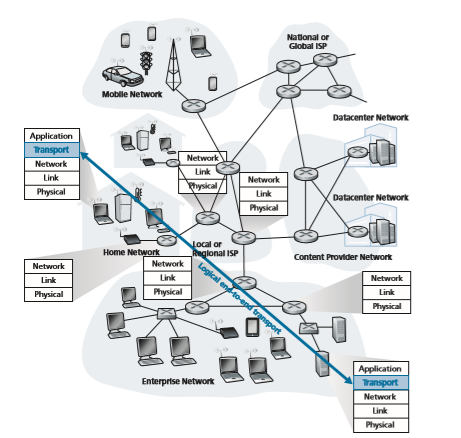 National or
Global ISP
Mobile Network
Datacenter Network
Application
Transport
Network
Link
Physical
Network
Link
Physical
Network
Link
Physical
Datacenter Network
Home Network
Local or
Regional ISP
Content Provider Network
Network
Link
Physical
Network
Link
Physical
Network
Link
Physical
Logical end-to-end transport
Enterprise Network
Application
Transport
Network
Link
Physical